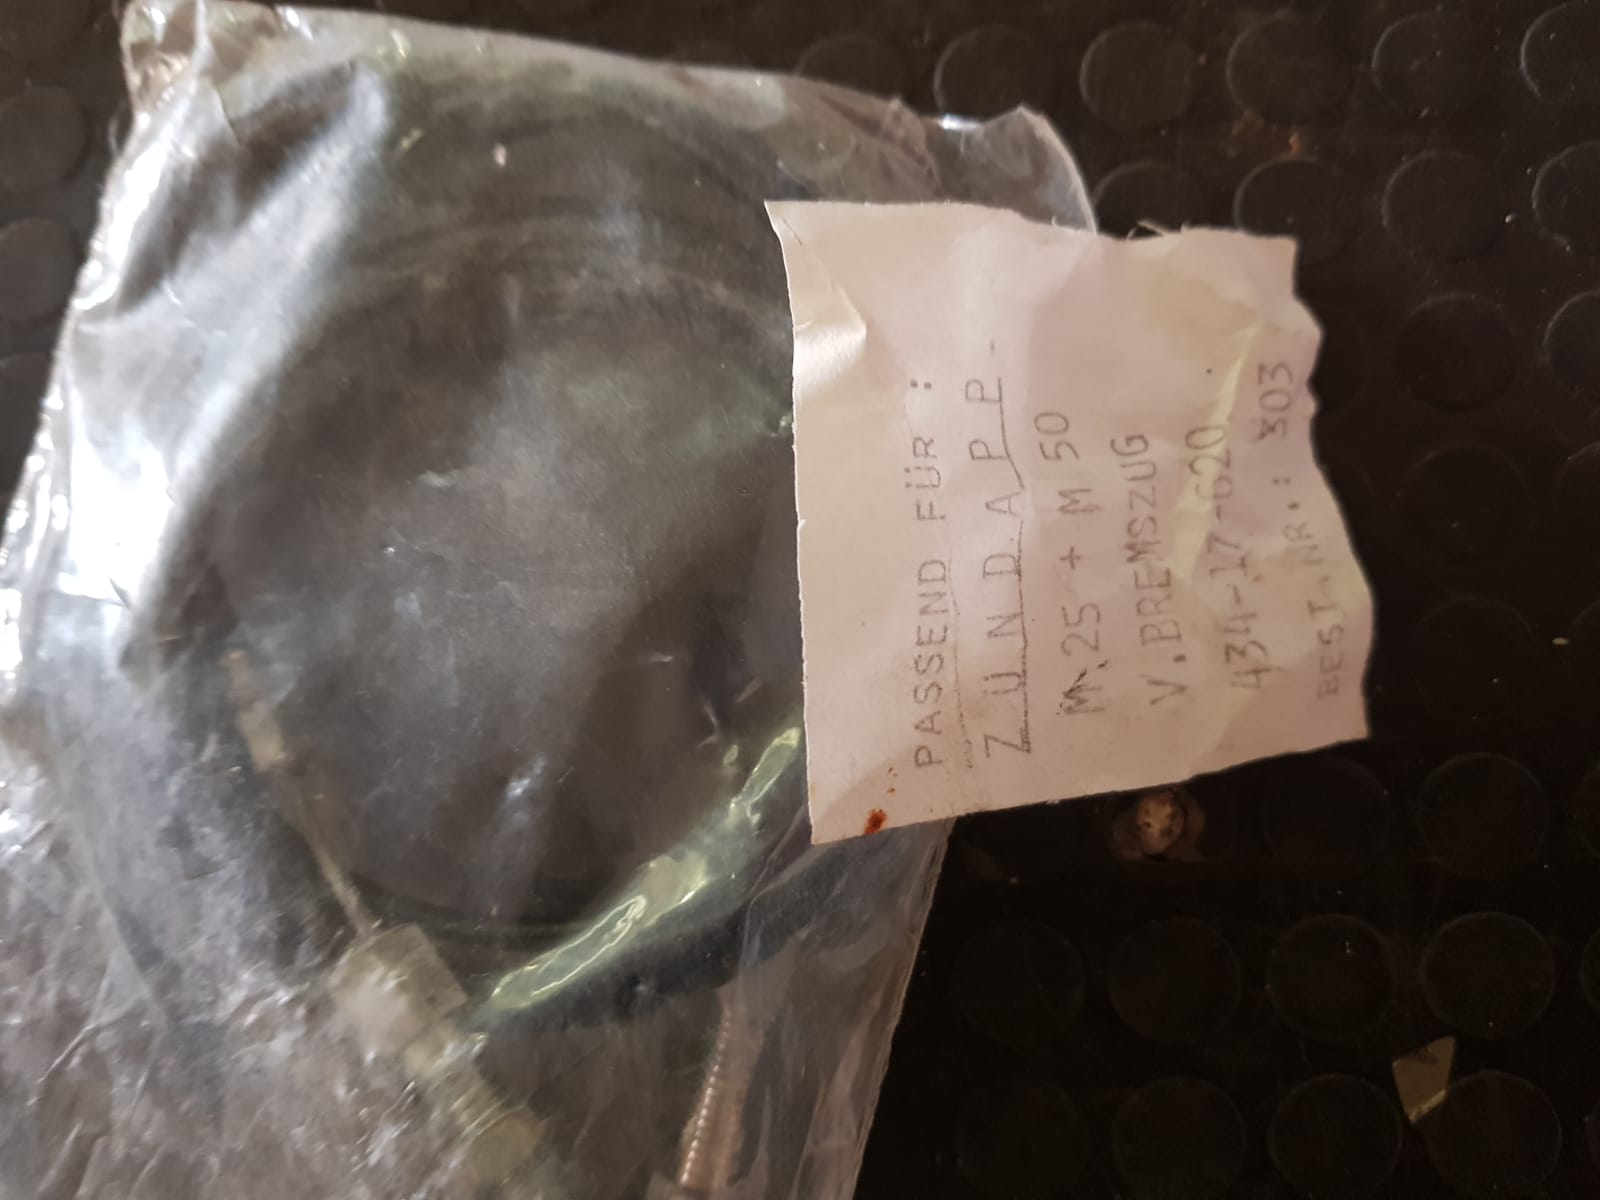 PASSEND FÜR :
ZÜNDAPP
M 25 + M 50
V.BREMSZUG
434-17-620
BEST.NR.: 303